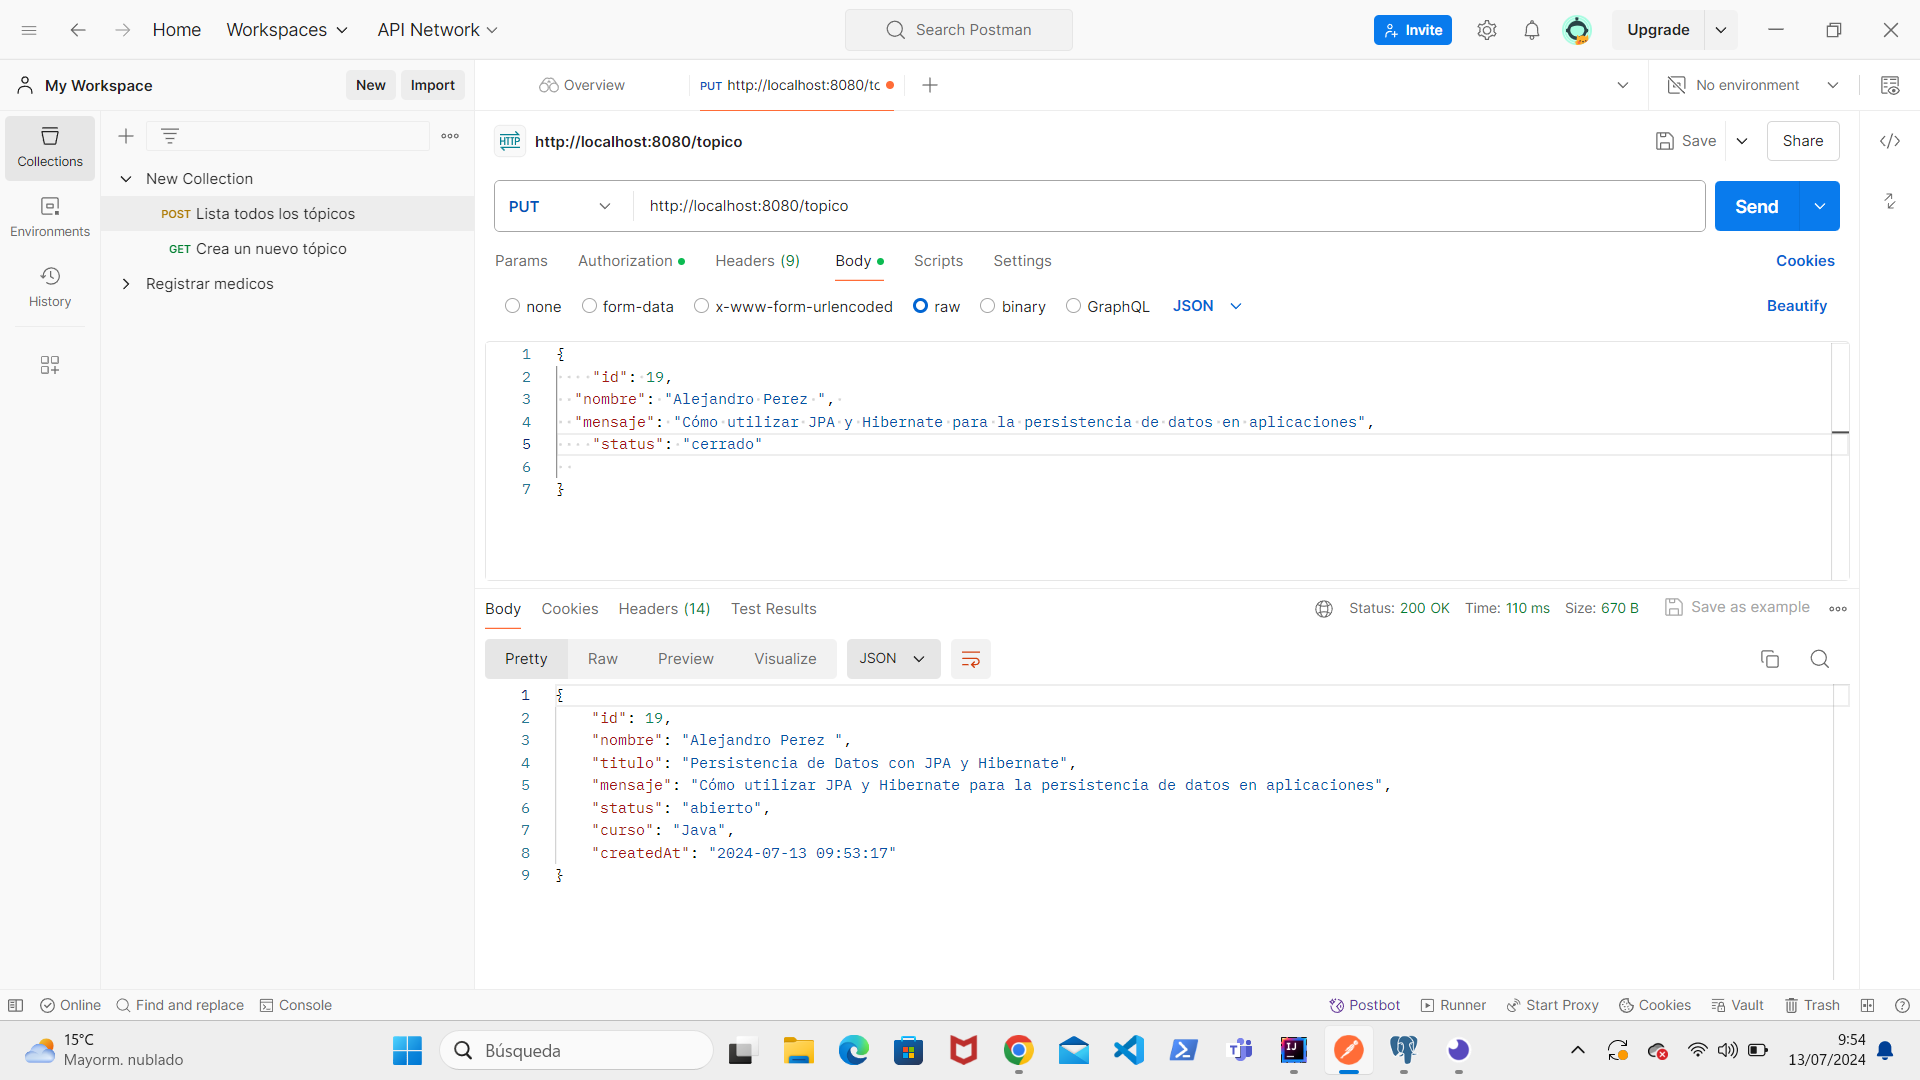 Home Workspaces API Network Search Postman Invite Upgrade
My Workspace New Import Overview PUT http://localhost:8080/tc No environment
Collections
Environments
History
New Collection
POST Lista todos los tópicos
GET Crea un nuevo tópico
Registrar medicos
HTTP http://localhost:8080/topico Save Share
PUT http://localhost:8080/topico Send
Params Authorization Headers (9) Body Scripts Settings Cookies
none form-data x-www-form-urlencoded raw binary GraphQL JSON Beautify
1 {
2 "id": 19,
3 "nombre": "Alejandro Perez ",
4 "mensaje": "Cómo utilizar JPA y Hibernate para la persistencia de datos en aplicaciones",
5 "status": "cerrado"
6
7 }
Body Cookies Headers (14) Test Results Status: 200 OK Time: 110 ms Size: 670 B Save as example
Pretty Raw Preview Visualize JSON
1 {
2 "id": 19,
3 "nombre": "Alejandro Perez ",
4 "titulo": "Persistencia de Datos con JPA y Hibernate",
5 "mensaje": "Cómo utilizar JPA y Hibernate para la persistencia de datos en aplicaciones",
6 "status": "abierto",
7 "curso": "Java",
8 "createdAt": "2024-07-13 09:53:17"
9 }
Online Find and replace Console Postbot Runner Start Proxy Cookies Vault Trash
15°C
Mayorm. nublado
Búsqueda
9:54
13/07/2024